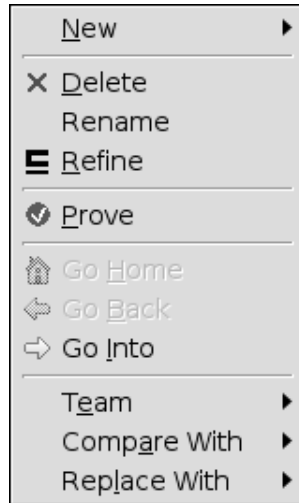 New
Delete
Rename
Refine
Prove
Go Home
Go Back
Go Into
Team
Compare With
Replace With